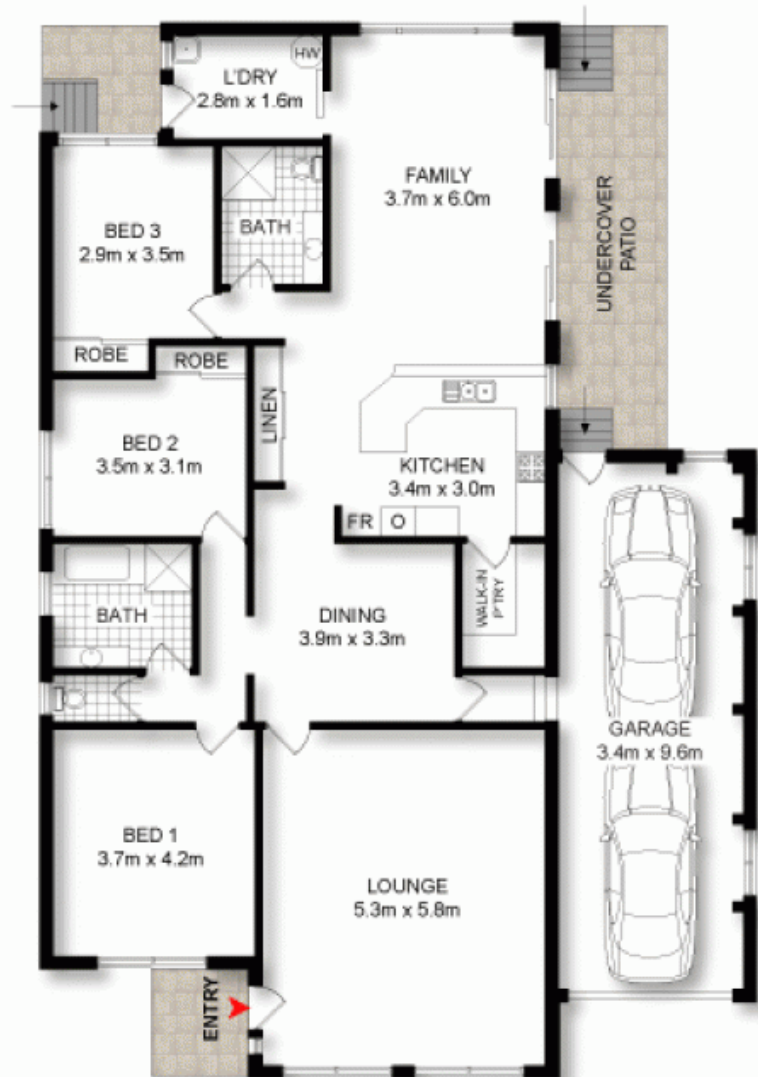 L'DRY
2.8m x 1.6m
HW
FAMILY
3.7m x 6.0m
BED 3
2.9m x 3.5m
BATH
UNDERCOVER
PATIO
ROBE
ROBE
LINEN
BED 2
3.5m x 3.1m
KITCHEN
3.4m x 3.0m
FR
O
WALK-IN
P'TRY
BATH
DINING
3.9m x 3.3m
GARAGE
3.4m x 9.6m
BED 1
3.7m x 4.2m
LOUNGE
5.3m x 5.8m
ENTRY